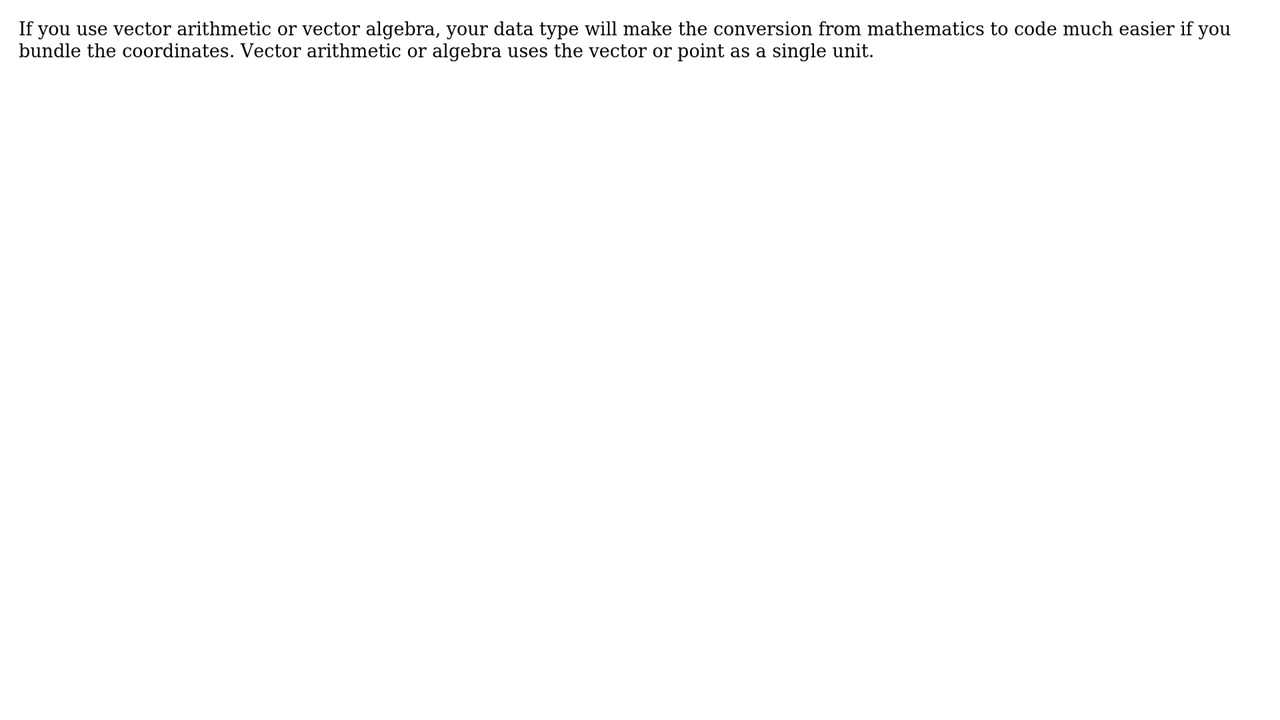 If you use vector arithmetic or vector algebra, your data type will make the conversion from mathematics to code much easier if you
bundle the coordinates. Vector arithmetic or algebra uses the vector or point as a single unit.